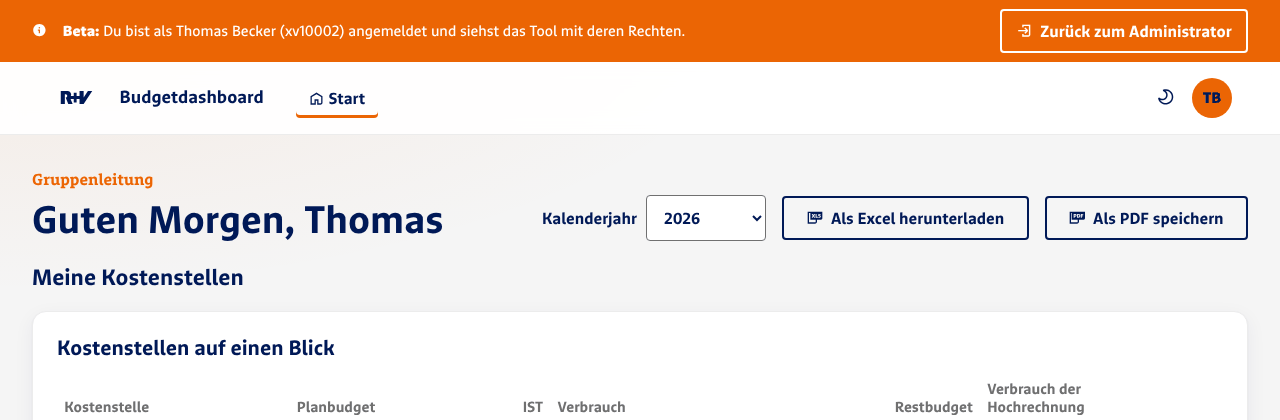 Beta: Du bist als Thomas Becker (xv10002) angemeldet und siehst das Tool mit deren Rechten.
Zurück zum Administrator
R+V
Budgetdashboard
Start
TB
Gruppenleitung
Guten Morgen, Thomas
Kalenderjahr
2026
XLS
Als Excel herunterladen
PDF
Als PDF speichern
Meine Kostenstellen
Kostenstellen auf einen Blick
Kostenstelle
Planbudget
IST
Verbrauch
Restbudget
Verbrauch der
Hochrechnung